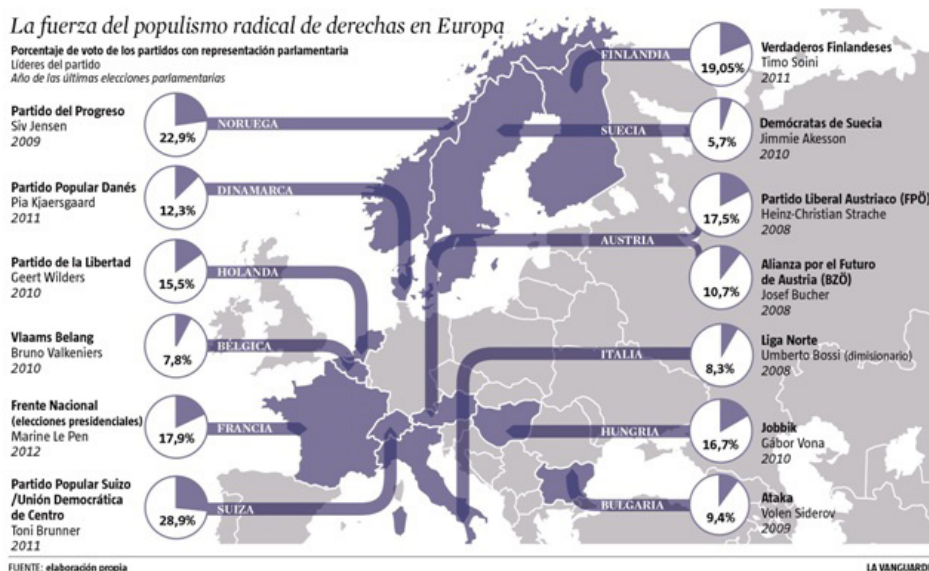 La fuerza del populismo radical de derechas en Europa
Porcentaje de voto de los partidos con representación parlamentaria
Líderes del partido
Año de las últimas elecciones parlamentarias
Partido del Progreso
Siv Jensen
2009
22,9%
NORUEGA
Partido Popular Danés
Pia Kjaersgaard
2011
12,3%
DINAMARCA
Partido de la Libertad
Geert Wilders
2010
15,5%
HOLANDA
Vlaams Belang
Bruno Valkeniers
2010
7,8%
BÉLGICA
Frente Nacional
(elecciones presidenciales)
Marine Le Pen
2012
17,9%
FRANCIA
Partido Popular Suizo
/Unión Democrática
de Centro
Toni Brunner
2011
28,9%
SUIZA
FINLANDIA
19,05%
Verdaderos Finlandeses
Timo Soini
2011
SUECIA
5,7%
Demócratas de Suecia
Jimmie Akesson
2010
AUSTRIA
17,5%
Partido Liberal Austriaco (FPÖ)
Heinz-Christian Strache
2008
10,7%
Alianza por el Futuro
de Austria (BZÖ)
Josef Bucher
2008
ITALIA
8,3%
Liga Norte
Umberto Bossi (dimisionario)
2008
HUNGRIA
16,7%
Jobbik
Gábor Vona
2010
BULGARIA
9,4%
Ataka
Volen Siderov
2009
FUENTE: elaboración propia
LA VANGUARDI